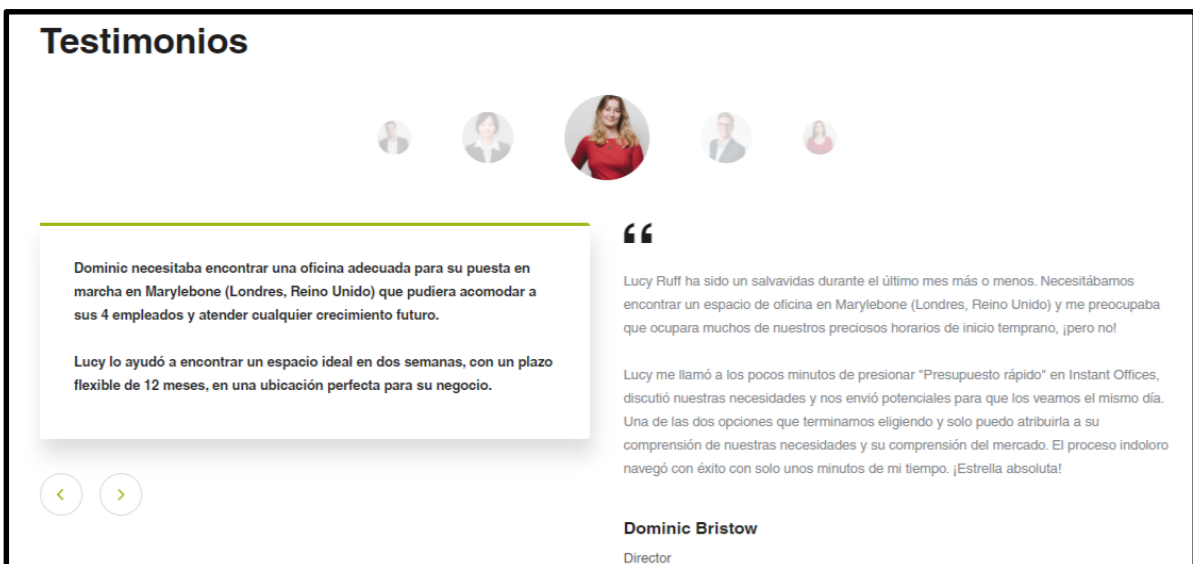 Testimonios
Dominic necesitaba encontrar una oficina adecuada para su puesta en
marcha en Marylebone (Londres, Reino Unido) que pudiera acomodar a
sus 4 empleados y atender cualquier crecimiento futuro.
Lucy lo ayudó a encontrar un espacio ideal en dos semanas, con un plazo
flexible de 12 meses, en una ubicación perfecta para su negocio.
“
Lucy Ruff ha sido un salvavidas durante el último mes más o menos. Necesitábamos
encontrar un espacio de oficina en Marylebone (Londres, Reino Unido) y me preocupaba
que ocupara muchos de nuestros preciosos horarios de inicio temprano, ¡pero no!
Lucy me llamó a los pocos minutos de presionar "Presupuesto rápido" en Instant Offices,
discutió nuestras necesidades y nos envió potenciales para que los veamos el mismo día.
Una de las dos opciones que terminamos eligiendo y solo puedo atribuirla a su
comprensión de nuestras necesidades y su comprensión del mercado. El proceso indoloro
navegó con éxito con solo unos minutos de mi tiempo. ¡Estrella absoluta!
Dominic Bristow
Director